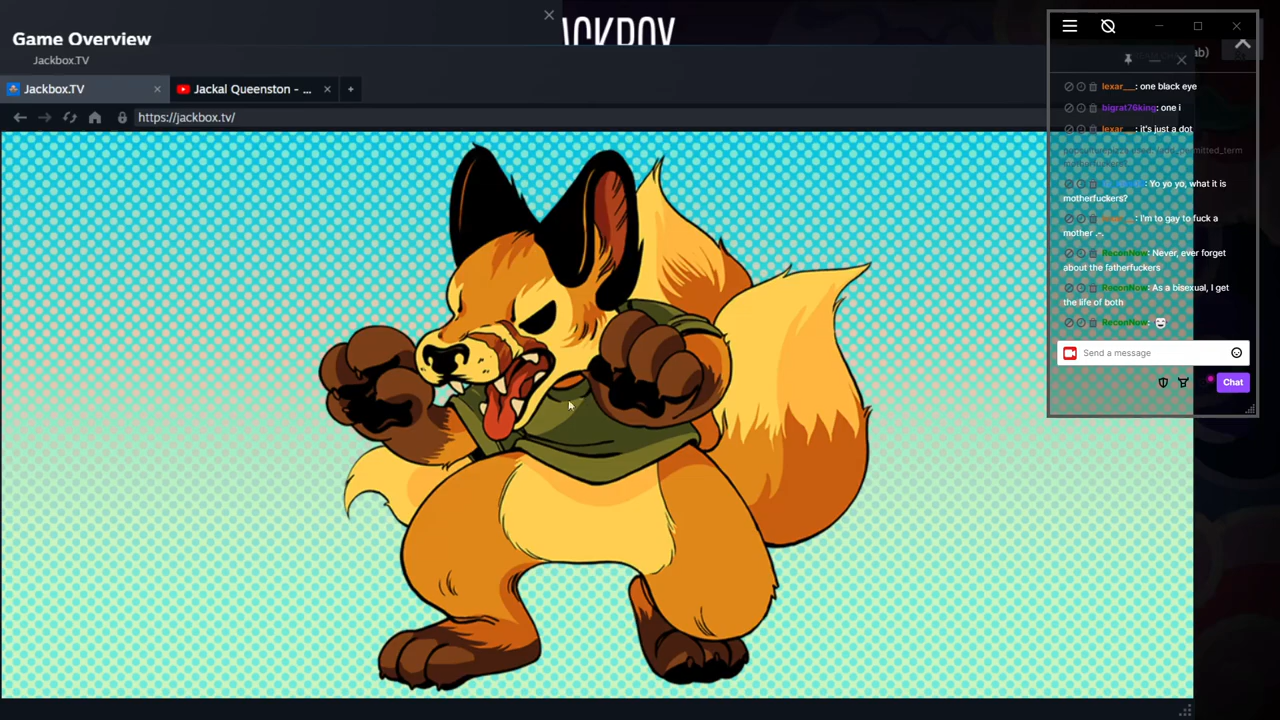 Game Overview
Jackbox.TV
Jackbox.TV
Jackal Queenston - ...
https://jackbox.tv/
lexar___: one black eye
bigrat76king: one i
lexar___: it's just a dot
: Yo yo yo, what it is
motherfuckers?
: I'm to gay to fuck a
mother .-.
ReconNow: Never, ever forget
about the fatherfuckers
ReconNow: As a bisexual, I get
the life of both
ReconNow:
Send a message
Chat